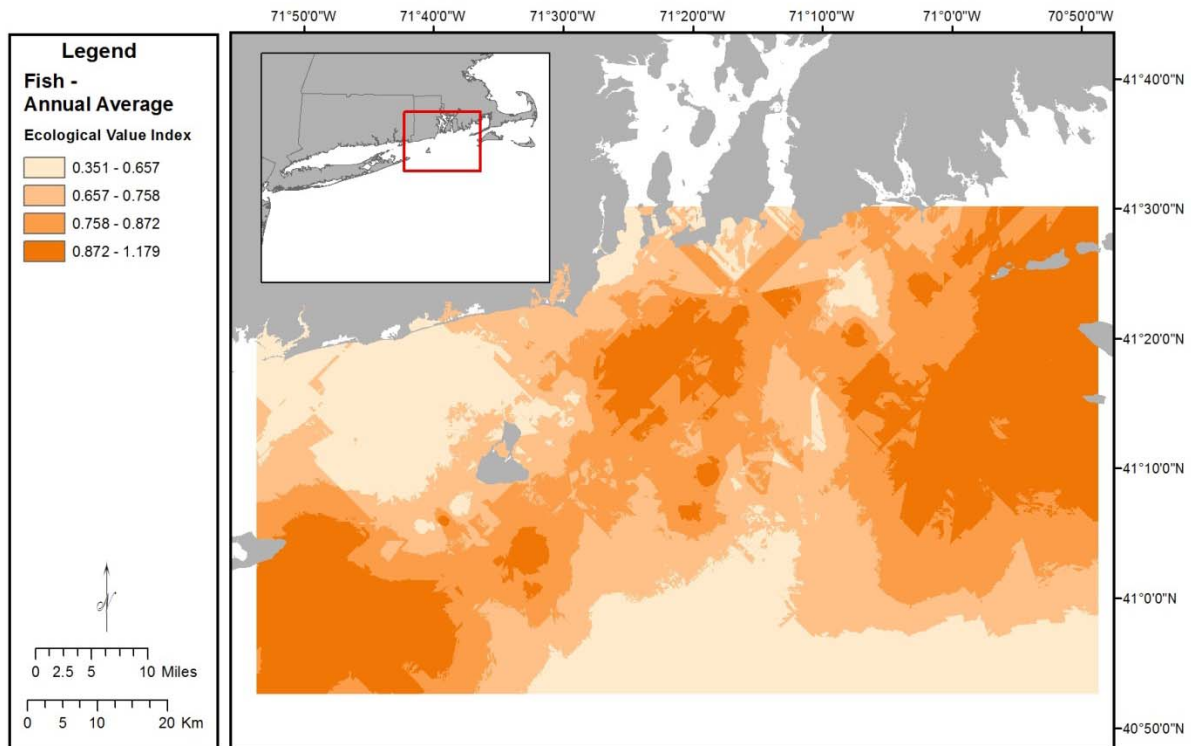 71°50'0"W 71°40'0"W 71°30'0"W 71°20'0"W 71°10'0"W 71°0'0"W 70°50'0"W
Legend
Fish -
Annual Average
Ecological Value Index
0.351 - 0.657
0.657 - 0.758
0.758 - 0.872
0.872 - 1.179
N
0 2.5 5 10 Miles
0 5 10 20 Km
41°40'0"N
41°30'0"N
41°20'0"N
41°10'0"N
41°0'0"N
40°50'0"N